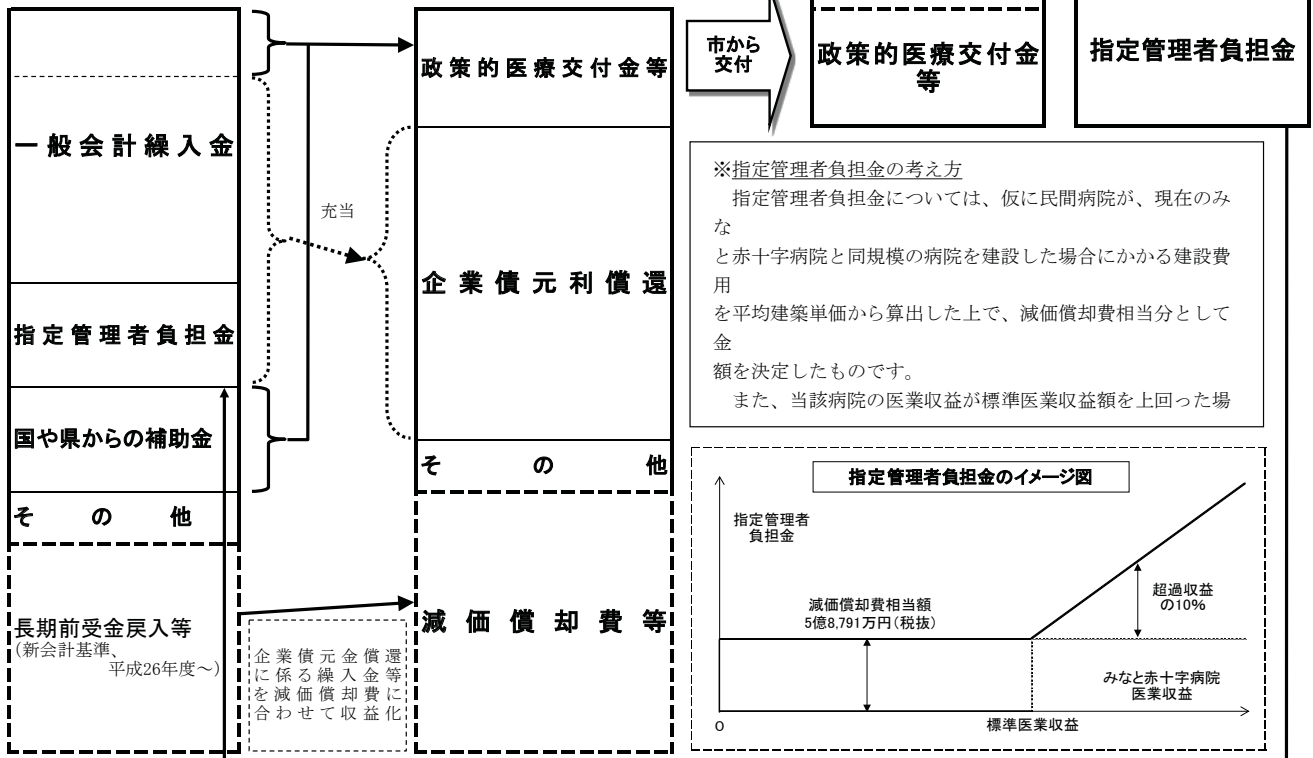 一般会計繰入金
指定管理者負担金
国や県からの補助金
その他
長期前受金戻入等
(新会計基準、
平成26年度～)
充当
企業債元金償還
に係る繰入金等
を減価償却費に
合わせて収益化
政策的医療交付金等
企業債元利償還
その他
減価償却費等
市から
交付
政策的医療交付金
等
指定管理者負担金
※指定管理者負担金の考え方
指定管理者負担金については、仮に民間病院が、現在のみ
な
と赤十字病院と同規模の病院を建設した場合にかかる建設費
用
を平均建築単価から算出した上で、減価償却費相当分として
金
額を決定したものです。
また、当該病院の医業収益が標準医業収益額を上回った場
指定管理者負担金のイメージ図
指定管理者
負担金
減価償却費相当額
5億8,791万円（税抜）
超過収益
の10%
みなと赤十字病院
医業収益
0
標準医業収益